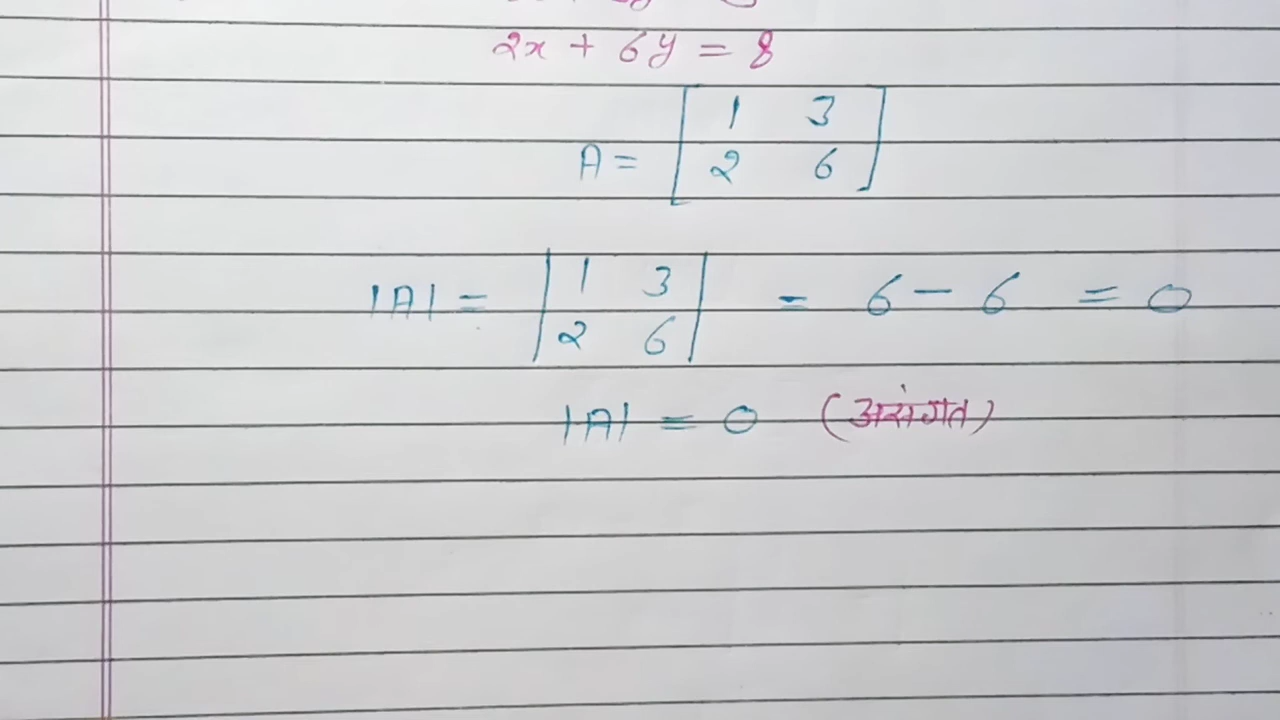 2x + 6y = 8
A = [ 1 3
2 6 ]
|A| = | 1 3
2 6 | = 6 - 6 = 0
|A| = 0 (असंगत)